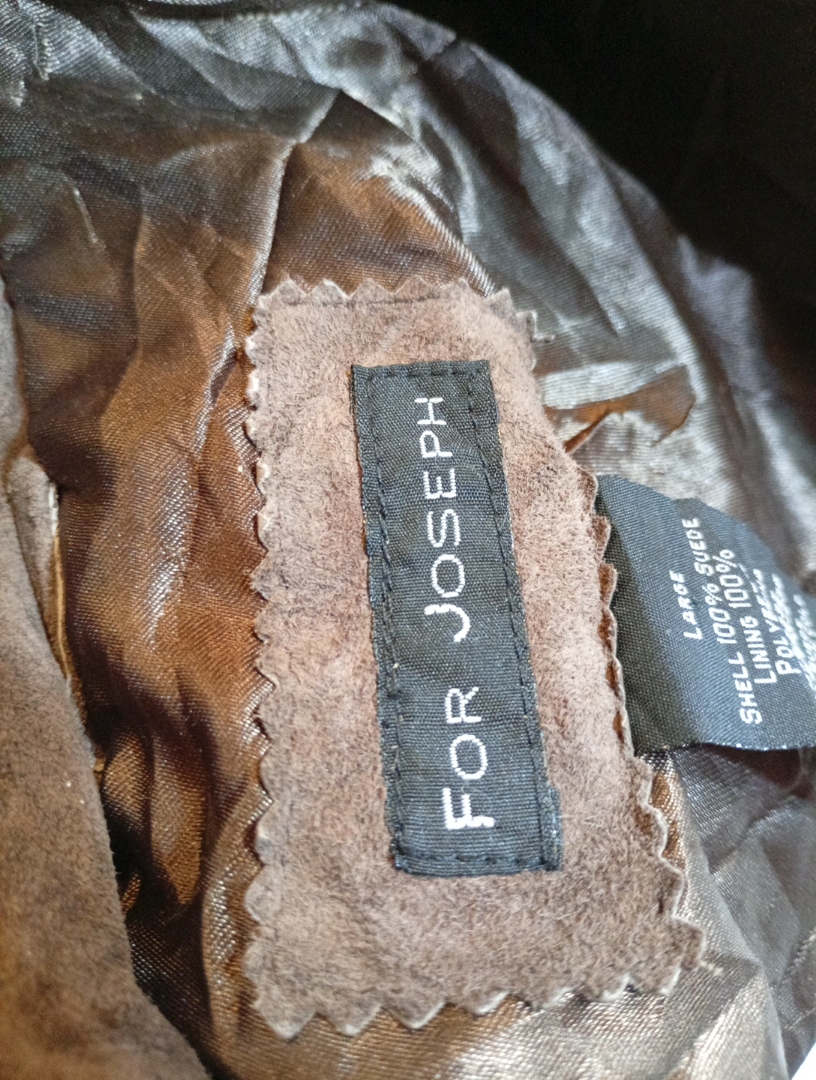 FOR JOSEPH
LARGE
SHELL 100% SUEDE
LINING 100%